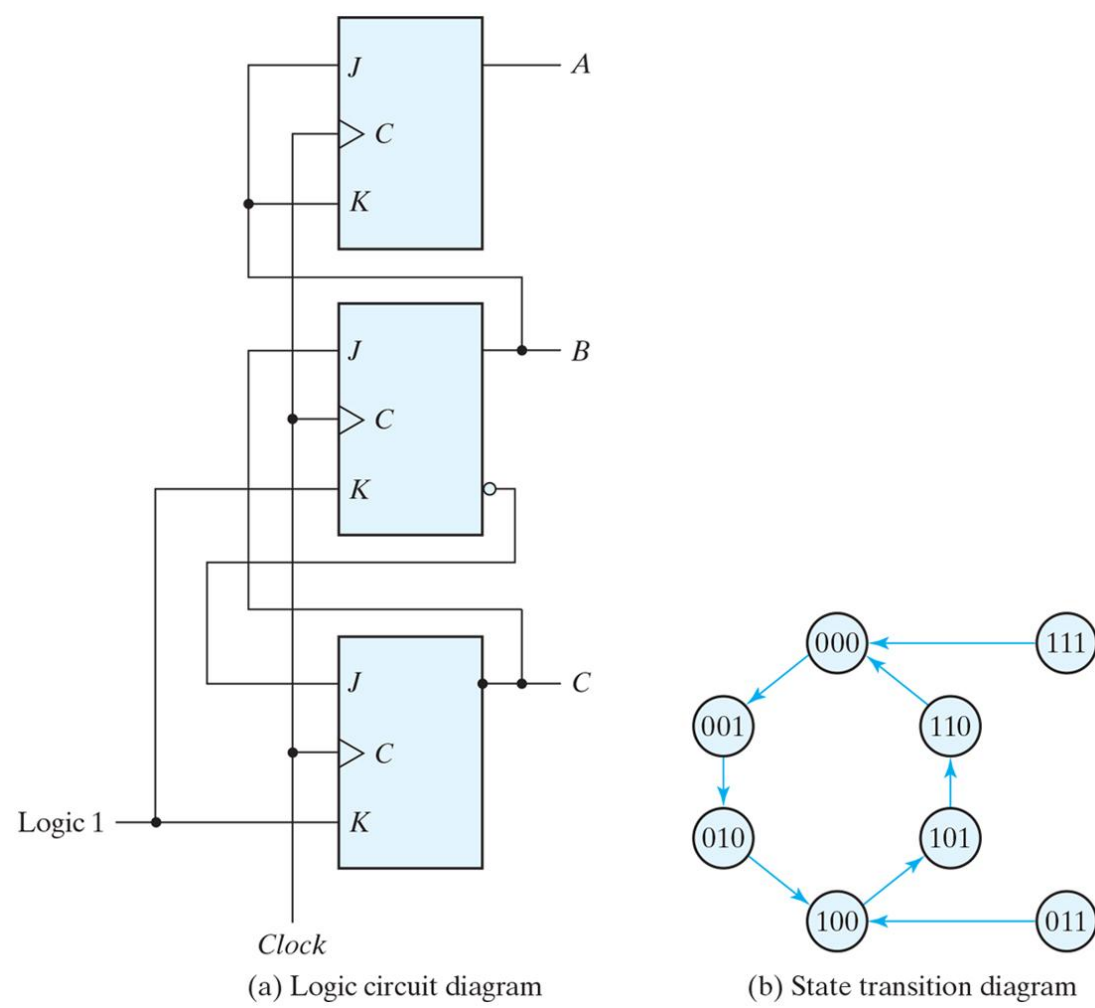 J
A
C
K
J
B
C
K
J
C
C
Logic 1
K
Clock
(a) Logic circuit diagram
000
111
001
110
010
101
100
011
(b) State transition diagram